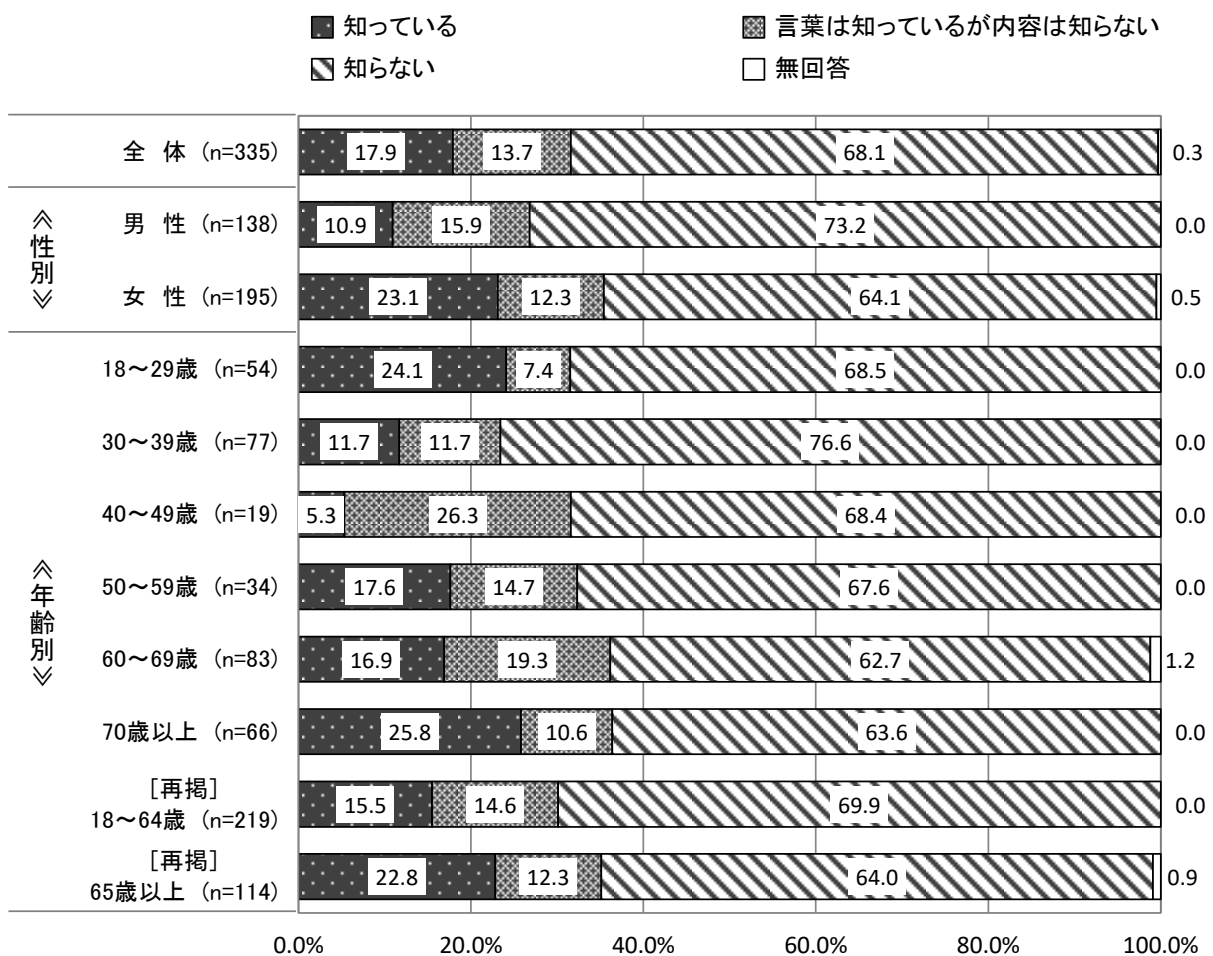 知っている 言葉は知っているが内容は知らない
知らない 無回答
全 体 (n=335) 17.9 13.7 68.1 0.3
≪性別≫
男 性 (n=138) 10.9 15.9 73.2 0.0
女 性 (n=195) 23.1 12.3 64.1 0.5
≪年齢別≫
18~29歳 (n=54) 24.1 7.4 68.5 0.0
30~39歳 (n=77) 11.7 11.7 76.6 0.0
40~49歳 (n=19) 5.3 26.3 68.4 0.0
50~59歳 (n=34) 17.6 14.7 67.6 0.0
60~69歳 (n=83) 16.9 19.3 62.7 1.2
70歳以上 (n=66) 25.8 10.6 63.6 0.0
[再掲]
18~64歳 (n=219) 15.5 14.6 69.9 0.0
[再掲]
65歳以上 (n=114) 22.8 12.3 64.0 0.9
0.0% 20.0% 40.0% 60.0% 80.0% 100.0%